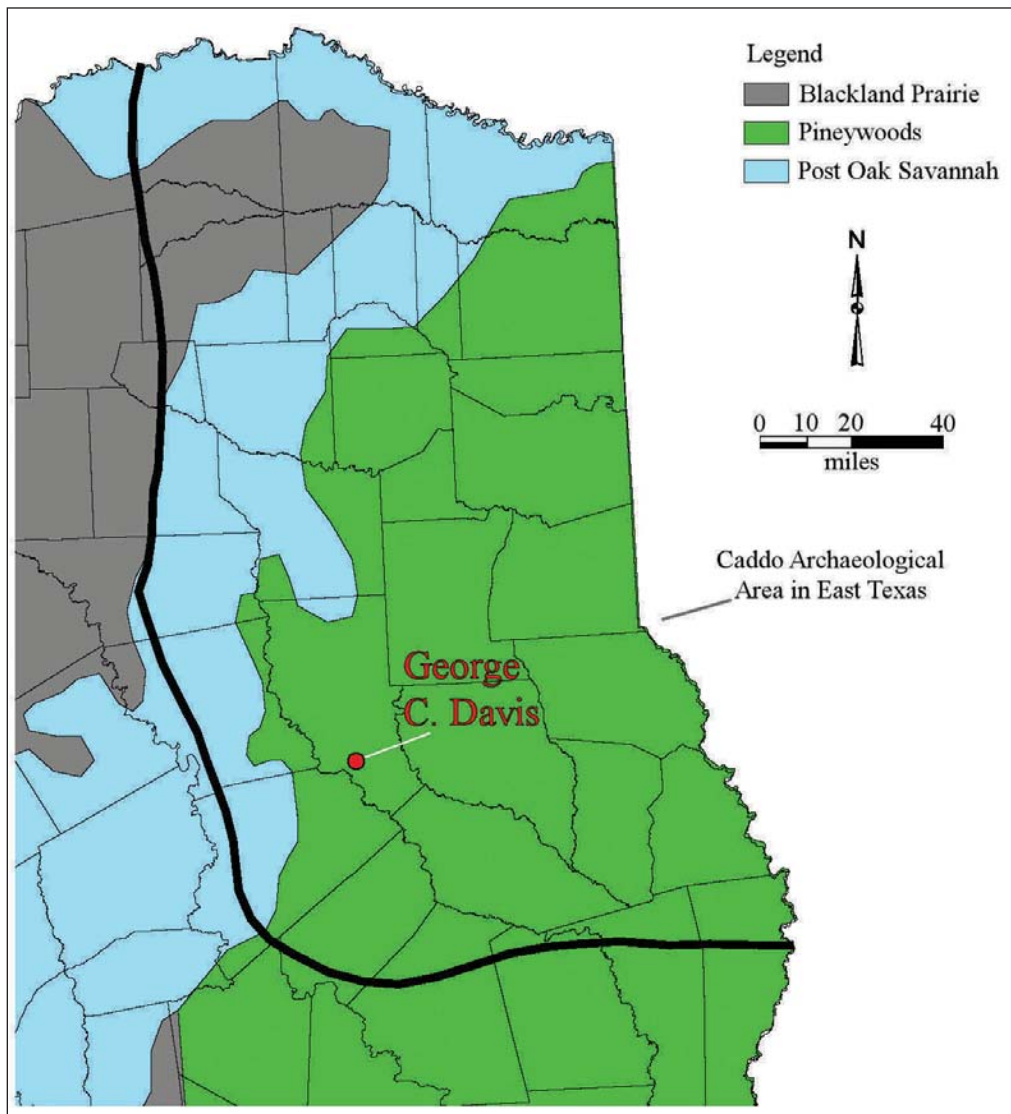 Legend
Blackland Prairie
Pineywoods
Post Oak Savannah
N
0 10 20 40
miles
Caddo Archaeological
Area in East Texas
George
C. Davis